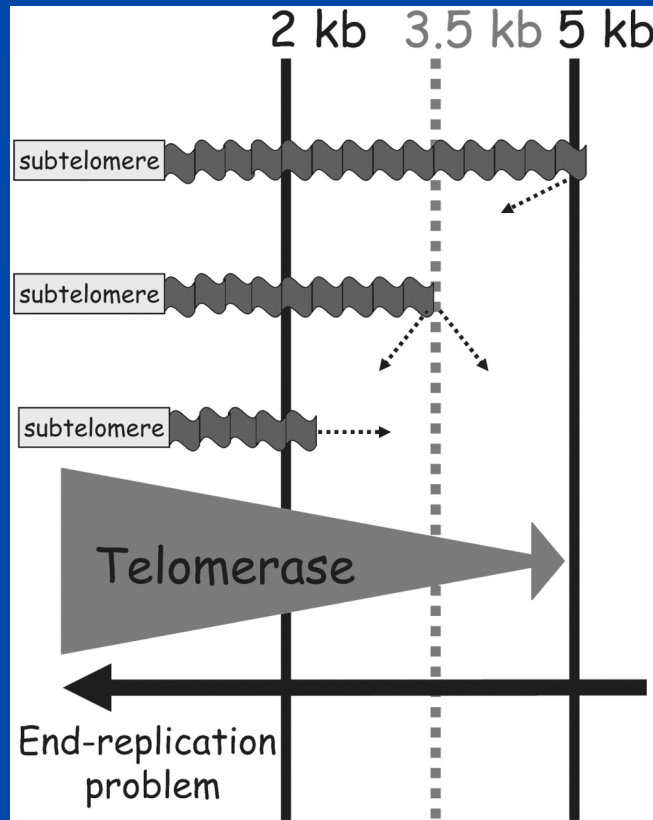 2 kb 3.5 kb 5 kb
subtelomere
subtelomere
subtelomere
Telomerase
End-replication
problem